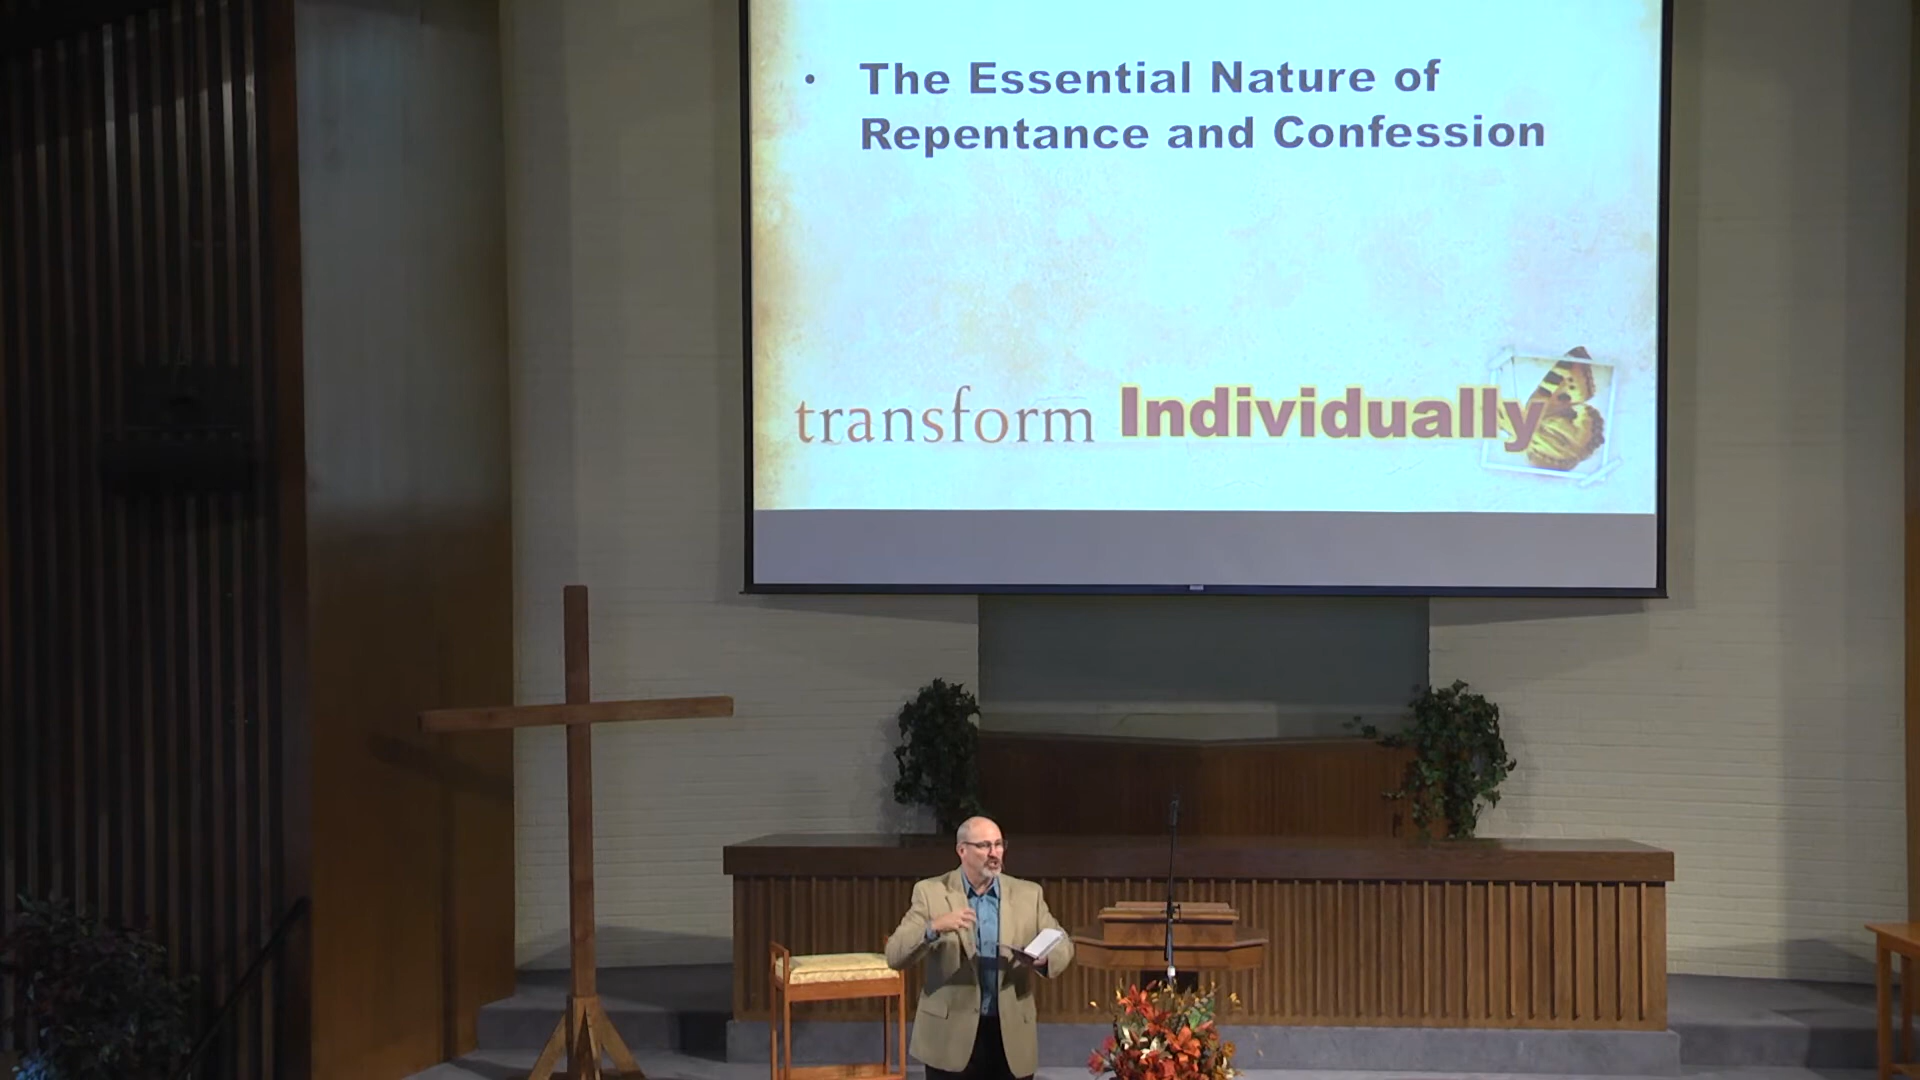 • The Essential Nature of
Repentance and Confession
transform Individually